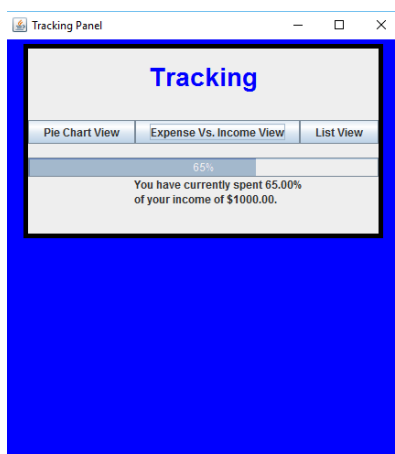 Tracking Panel
Tracking
Pie Chart View Expense Vs. Income View List View
65%
You have currently spent 65.00%
of your income of $1000.00.